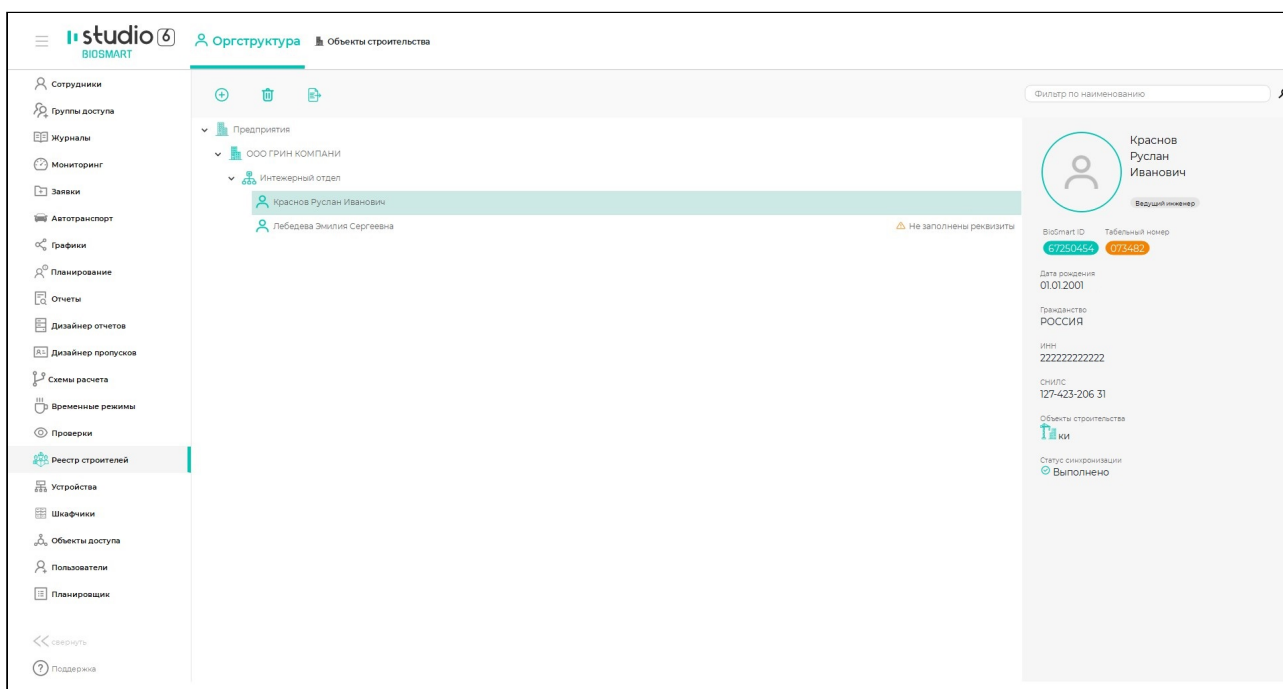 studio 6
BIOSMART
Оргструктура
Объекты строительства
Сотрудники
Группы доступа
Журналы
Мониторинг
Заявки
Автотранспорт
Графики
Планирование
Отчеты
Дизайнер отчетов
Дизайнер пропусков
Схемы расчета
Временные режимы
Проверки
Реестр строителей
Устройства
Шкафчики
Объекты доступа
Пользователи
Планировщик
свернуть
Поддержка
Предприятия
ООО ГРИН КОМПАНИ
Интежерный отдел
Краснов Руслан Иванович
Лебедева Эмилия Сергеевна
Не заполнены реквизиты
Фильтр по наименованию
Краснов
Руслан
Иванович
Ведущий инженер
BioSmart ID Табельный номер
67250454 073482
Дата рождения
01.01.2001
Гражданство
РОССИЯ
ИНН
222222222222
СНИЛС
127-423-206 31
Объекты строительства
ки
Статус синхронизации
Выполнено